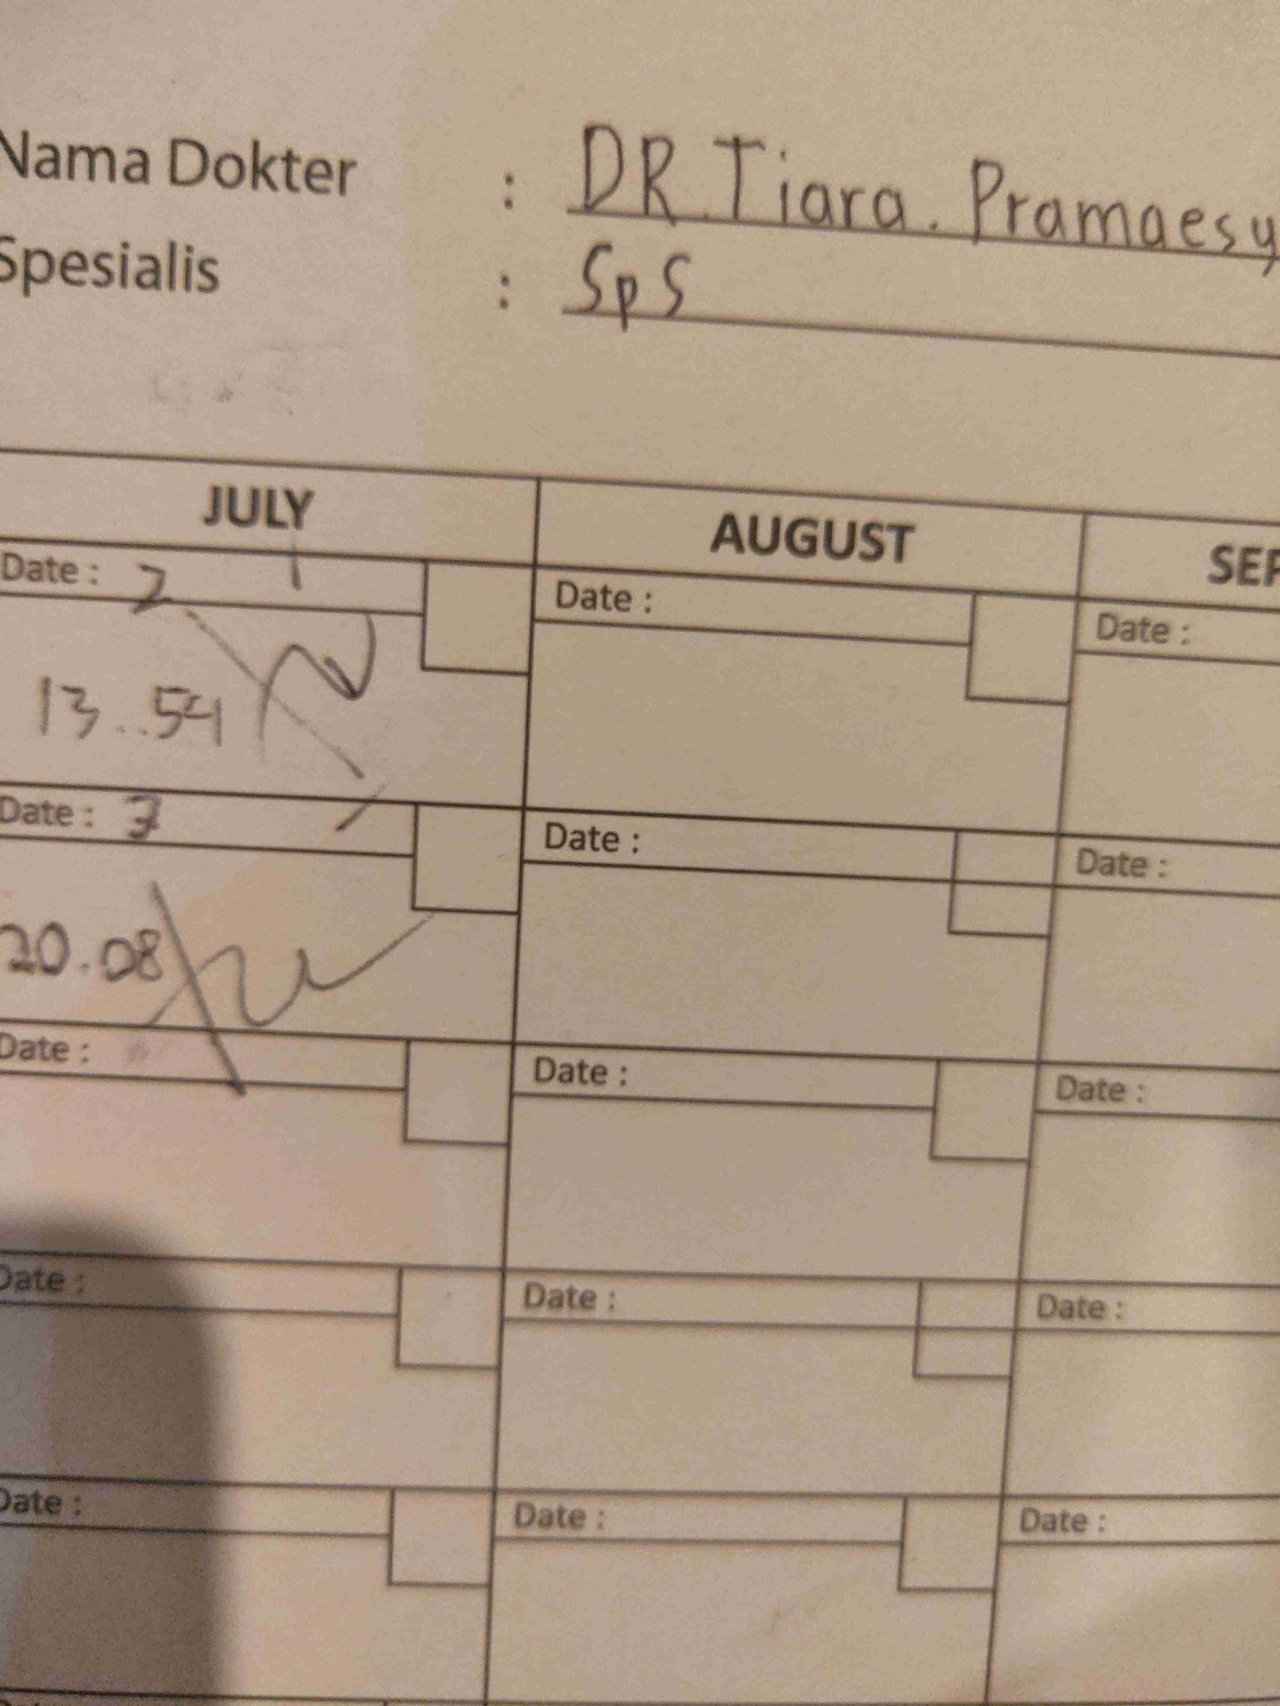 Nama Dokter : DR. Tiara. Pramaesy
Spesialis : SpS
JULY AUGUST SEP
Date : 2 Date : Date :
13..54
Date : 3 Date : Date :
20.08
Date : Date : Date :
Date : Date : Date :
Date : Date : Date :